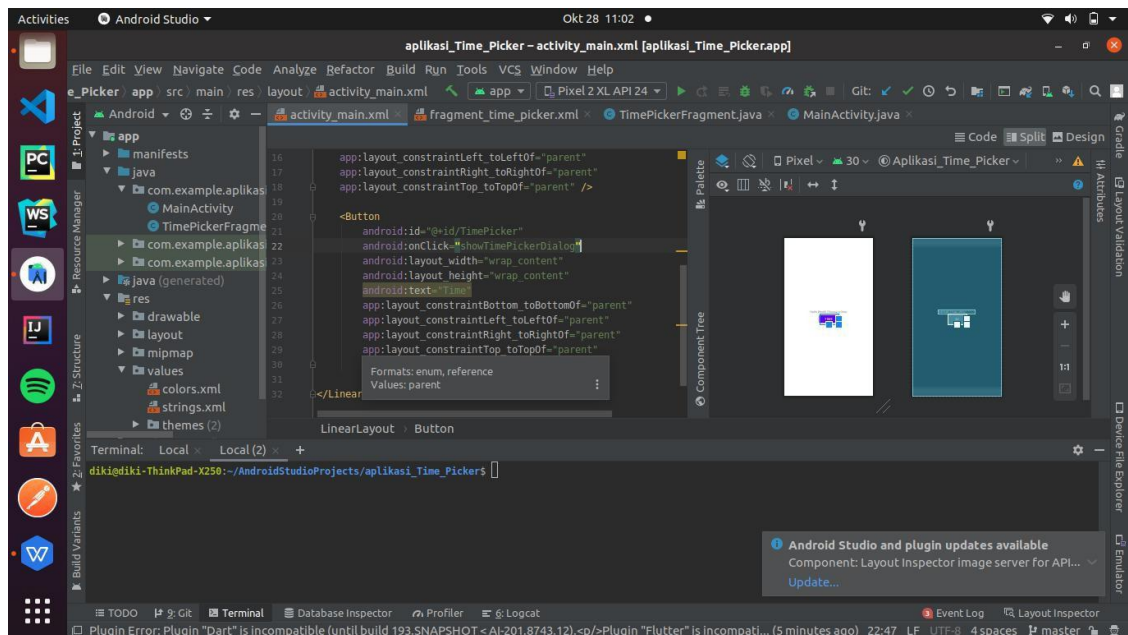 Activities Android Studio Okt 28 11:02
aplikasi_Time_Picker – activity_main.xml [aplikasi_Time_Picker.app]
File Edit View Navigate Code Analyze Refactor Build Run Tools VCS Window Help
e_Picker app src main res layout activity_main.xml app Pixel 2 XL API 24 Git:
Android activity_main.xml fragment_time_picker.xml TimePickerFragment.java MainActivity.java
Code Split Design
1: Project
Resource Manager
Z: Structure
2: Favorites
Build Variants
app
manifests
java
com.example.aplikas
MainActivity
TimePickerFragme
com.example.aplikas
com.example.aplikas
java (generated)
res
drawable
layout
mipmap
values
colors.xml
strings.xml
themes (2)
16 app:layout_constraintLeft_toLeftOf="parent"
17 app:layout_constraintRight_toRightOf="parent"
18 app:layout_constraintTop_toTopOf="parent" />
19
20 <Button
21 android:id="@+id/TimePicker"
22 android:onClick="showTimePickerDialog"
23 android:layout_width="wrap_content"
24 android:layout_height="wrap_content"
25 android:text="Time"
26 app:layout_constraintBottom_toBottomOf="parent"
27 app:layout_constraintLeft_toLeftOf="parent"
28 app:layout_constraintRight_toRightOf="parent"
29 app:layout_constraintTop_toTopOf="parent"
30
31
32 </Linear
Formats: enum, reference
Values: parent
LinearLayout Button
Palette
Component Tree
Pixel 30 Aplikasi_Time_Picker
1:1
Attributes
Gradle
Layout Validation
Device File Explorer
Emulator
PC
WS
IJ
A
W
Terminal: Local Local (2) +
diki@diki-ThinkPad-X250:~/AndroidStudioProjects/aplikasi_Time_Picker$
Android Studio and plugin updates available
Component: Layout Inspector image server for API...
Update...
TODO 9: Git Terminal Database Inspector Profiler 6: Logcat 3 Event Log Layout Inspector
Plugin Error: Plugin "Dart" is incompatible (until build 193.SNAPSHOT < AI-201.8743.12).<p/>Plugin "Flutter" is incompati... (5 minutes ago) 22:47 LF UTF-8 4 spaces master